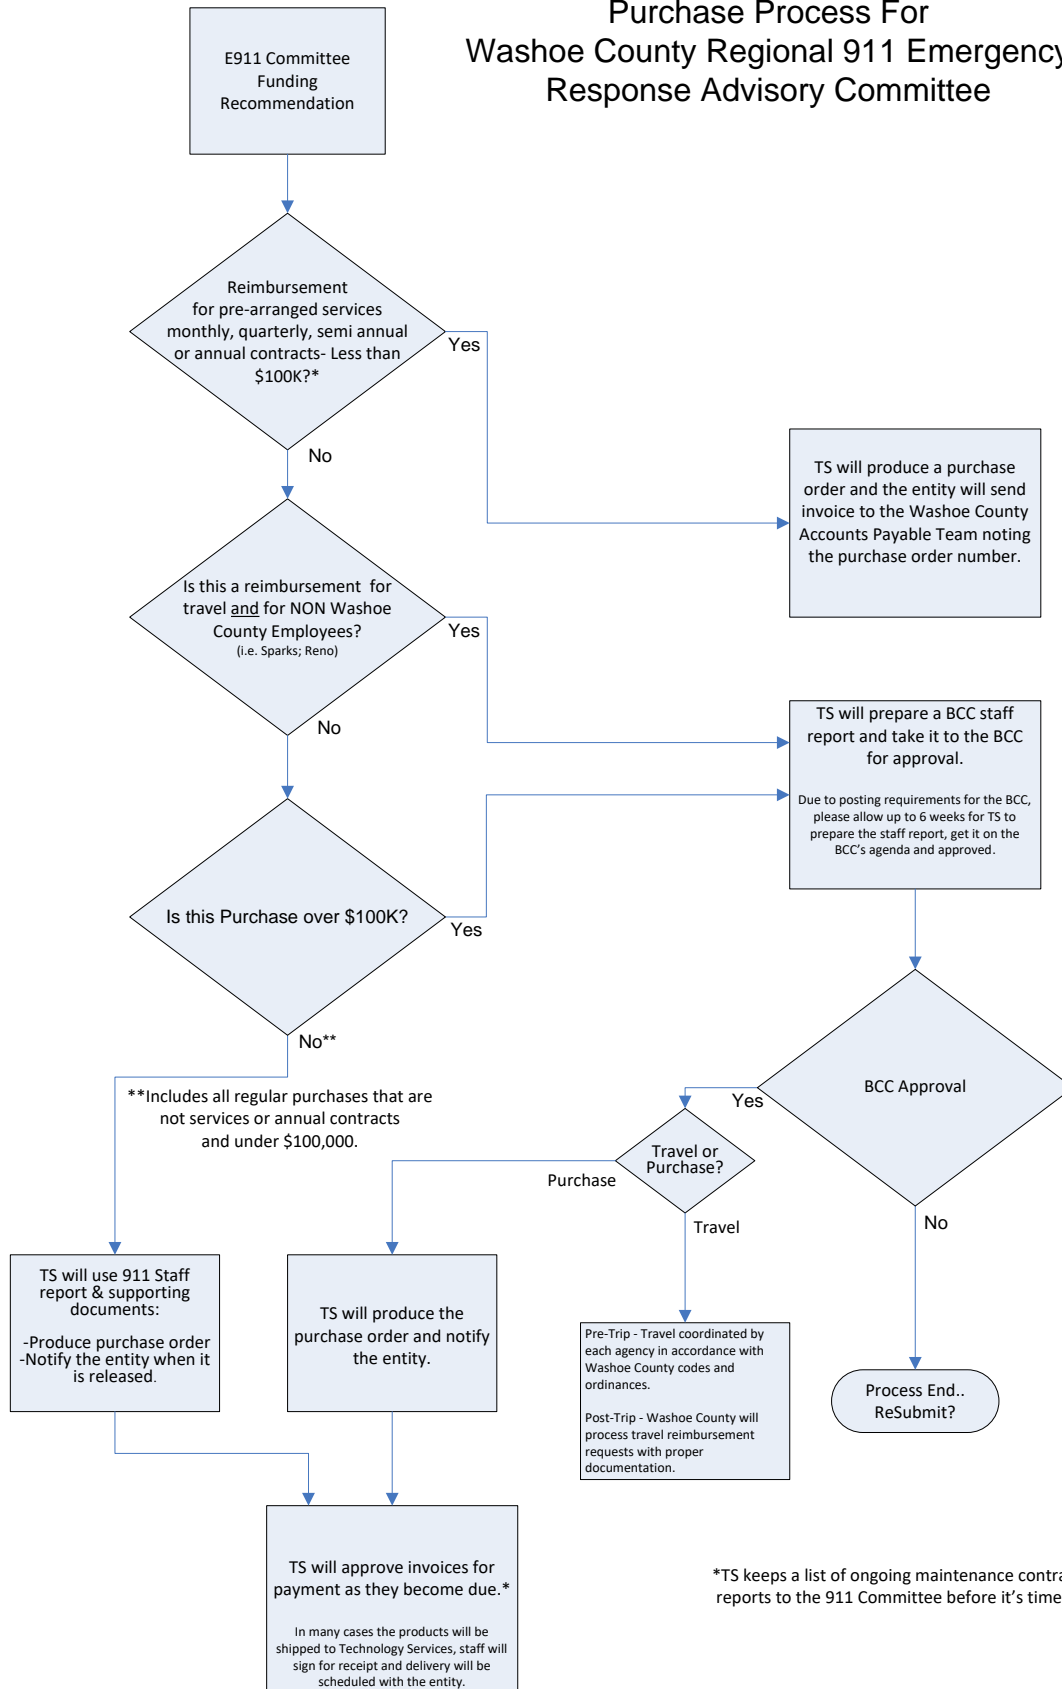 Purchase Process For
Washoe County Regional 911 Emergency
Response Advisory Committee
E911 Committee
Funding
Recommendation
Reimbursement
for pre-arranged services
monthly, quarterly, semi annual
or annual contracts- Less than
$100K?*
Yes
No
TS will produce a purchase
order and the entity will send
invoice to the Washoe County
Accounts Payable Team noting
the purchase order number.
Is this a reimbursement for
travel and for NON Washoe
County Employees?
(i.e. Sparks; Reno)
Yes
No
TS will prepare a BCC staff
report and take it to the BCC
for approval.
Due to posting requirements for the BCC,
please allow up to 6 weeks for TS to
prepare the staff report, get it on the
BCC's agenda and approved.
Is this Purchase over $100K?
Yes
No**
**Includes all regular purchases that are
not services or annual contracts
and under $100,000.
BCC Approval
Yes
No
Travel or
Purchase?
Purchase
Travel
TS will use 911 Staff
report & supporting
documents:
-Produce purchase order
-Notify the entity when it
is released.
TS will produce the
purchase order and notify
the entity.
Pre-Trip - Travel coordinated by
each agency in accordance with
Washoe County codes and
ordinances.
Post-Trip - Washoe County will
process travel reimbursement
requests with proper
documentation.
Process End..
ReSubmit?
TS will approve invoices for
payment as they become due.*
In many cases the products will be
shipped to Technology Services, staff will
sign for receipt and delivery will be
scheduled with the entity.
*TS keeps a list of ongoing maintenance contra
reports to the 911 Committee before it's time